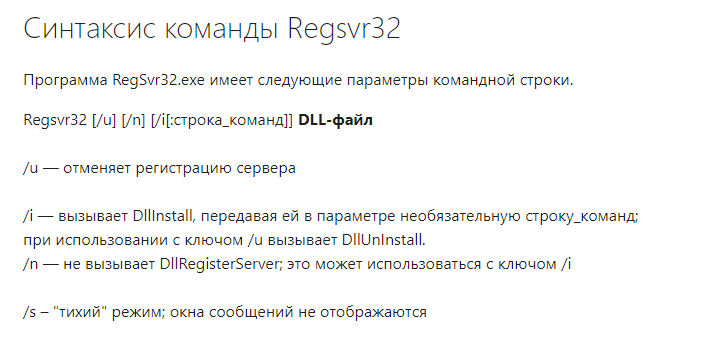 Синтаксис команды Regsvr32
Программа RegSvr32.exe имеет следующие параметры командной строки.
Regsvr32 [/u] [/n] [/i[:строка_команд]] DLL-файл
/u — отменяет регистрацию сервера
/i — вызывает DllInstall, передавая ей в параметре необязательную строку_команд;
при использовании с ключом /u вызывает DllUnInstall.
/n — не вызывает DllRegisterServer; это может использоваться с ключом /i
/s – "тихий" режим; окна сообщений не отображаются